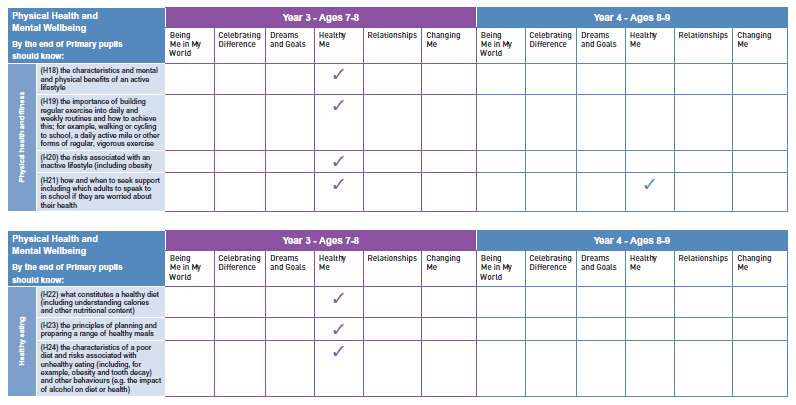 Physical Health and
Mental Wellbeing
By the end of Primary pupils
should know:
Year 3 - Ages 7-8
Year 4 - Ages 8-9
Being
Me in My
World
Celebrating
Difference
Dreams
and Goals
Healthy
Me
Relationships
Changing
Me
Being
Me in My
World
Celebrating
Difference
Dreams
and Goals
Healthy
Me
Relationships
Changing
Me
Physical health and fitness
(H18) the characteristics and mental
and physical benefits of an active
lifestyle
✓
(H19) the importance of building
regular exercise into daily and
weekly routines and how to achieve
this; for example, walking or cycling
to school, a daily active mile or other
forms of regular, vigorous exercise
✓
(H20) the risks associated with an
inactive lifestyle (including obesity
✓
(H21) how and when to seek support
including which adults to speak to
in school if they are worried about
their health
✓
✓
Physical Health and
Mental Wellbeing
By the end of Primary pupils
should know:
Year 3 - Ages 7-8
Year 4 - Ages 8-9
Being
Me in My
World
Celebrating
Difference
Dreams
and Goals
Healthy
Me
Relationships
Changing
Me
Being
Me in My
World
Celebrating
Difference
Dreams
and Goals
Healthy
Me
Relationships
Changing
Me
Healthy eating
(H22) what constitutes a healthy diet
(including understanding calories
and other nutritional content)
✓
(H23) the principles of planning and
preparing a range of healthy meals
✓
(H24) the characteristics of a poor
diet and risks associated with
unhealthy eating (including, for
example, obesity and tooth decay)
and other behaviours (e.g. the impact
of alcohol on diet or health)
✓